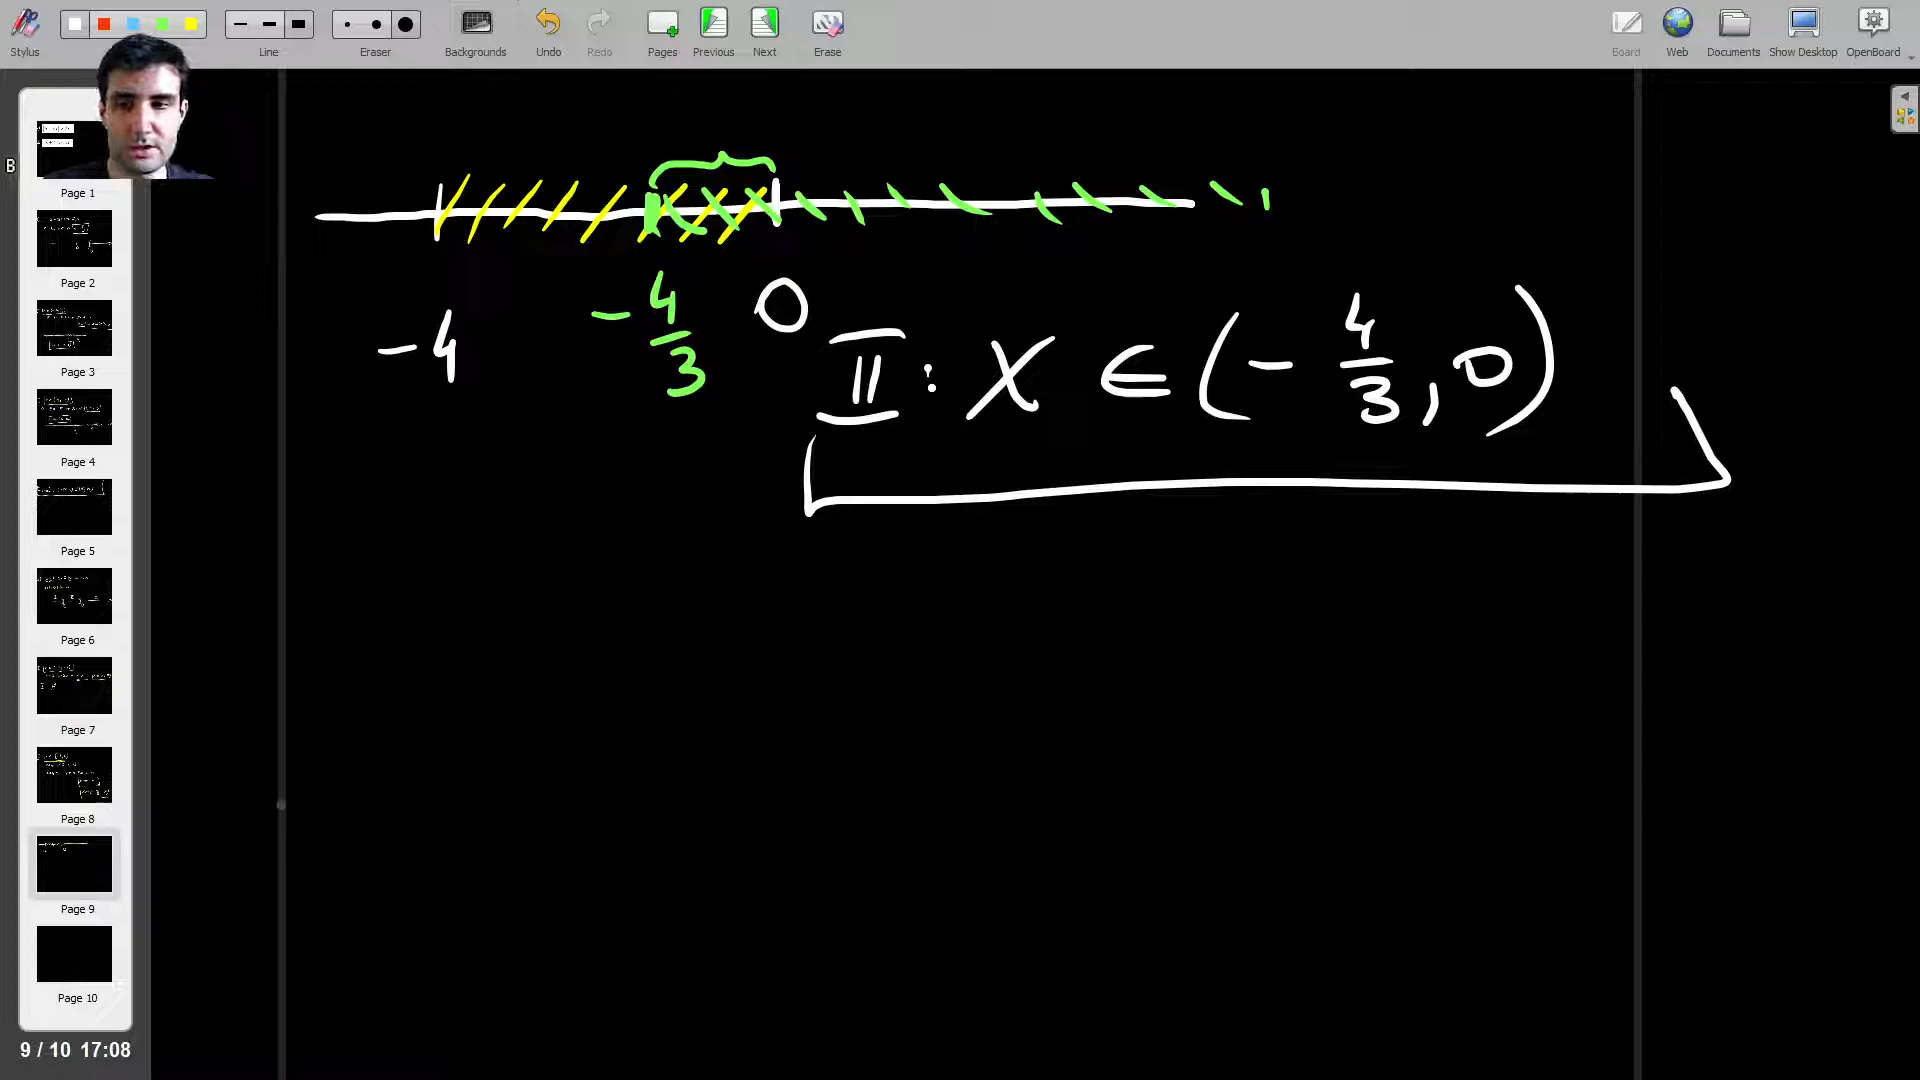 Stylus
Line
Eraser
Backgrounds
Undo
Redo
Pages
Previous
Next
Erase
Board
Web
Documents
Show Desktop
OpenBoard
B
Page 1
Page 2
Page 3
Page 4
Page 5
Page 6
Page 7
Page 8
Page 9
Page 10
9 / 10 17:08
-4 -4/3 0
II: X ∈ (-4/3, 0)